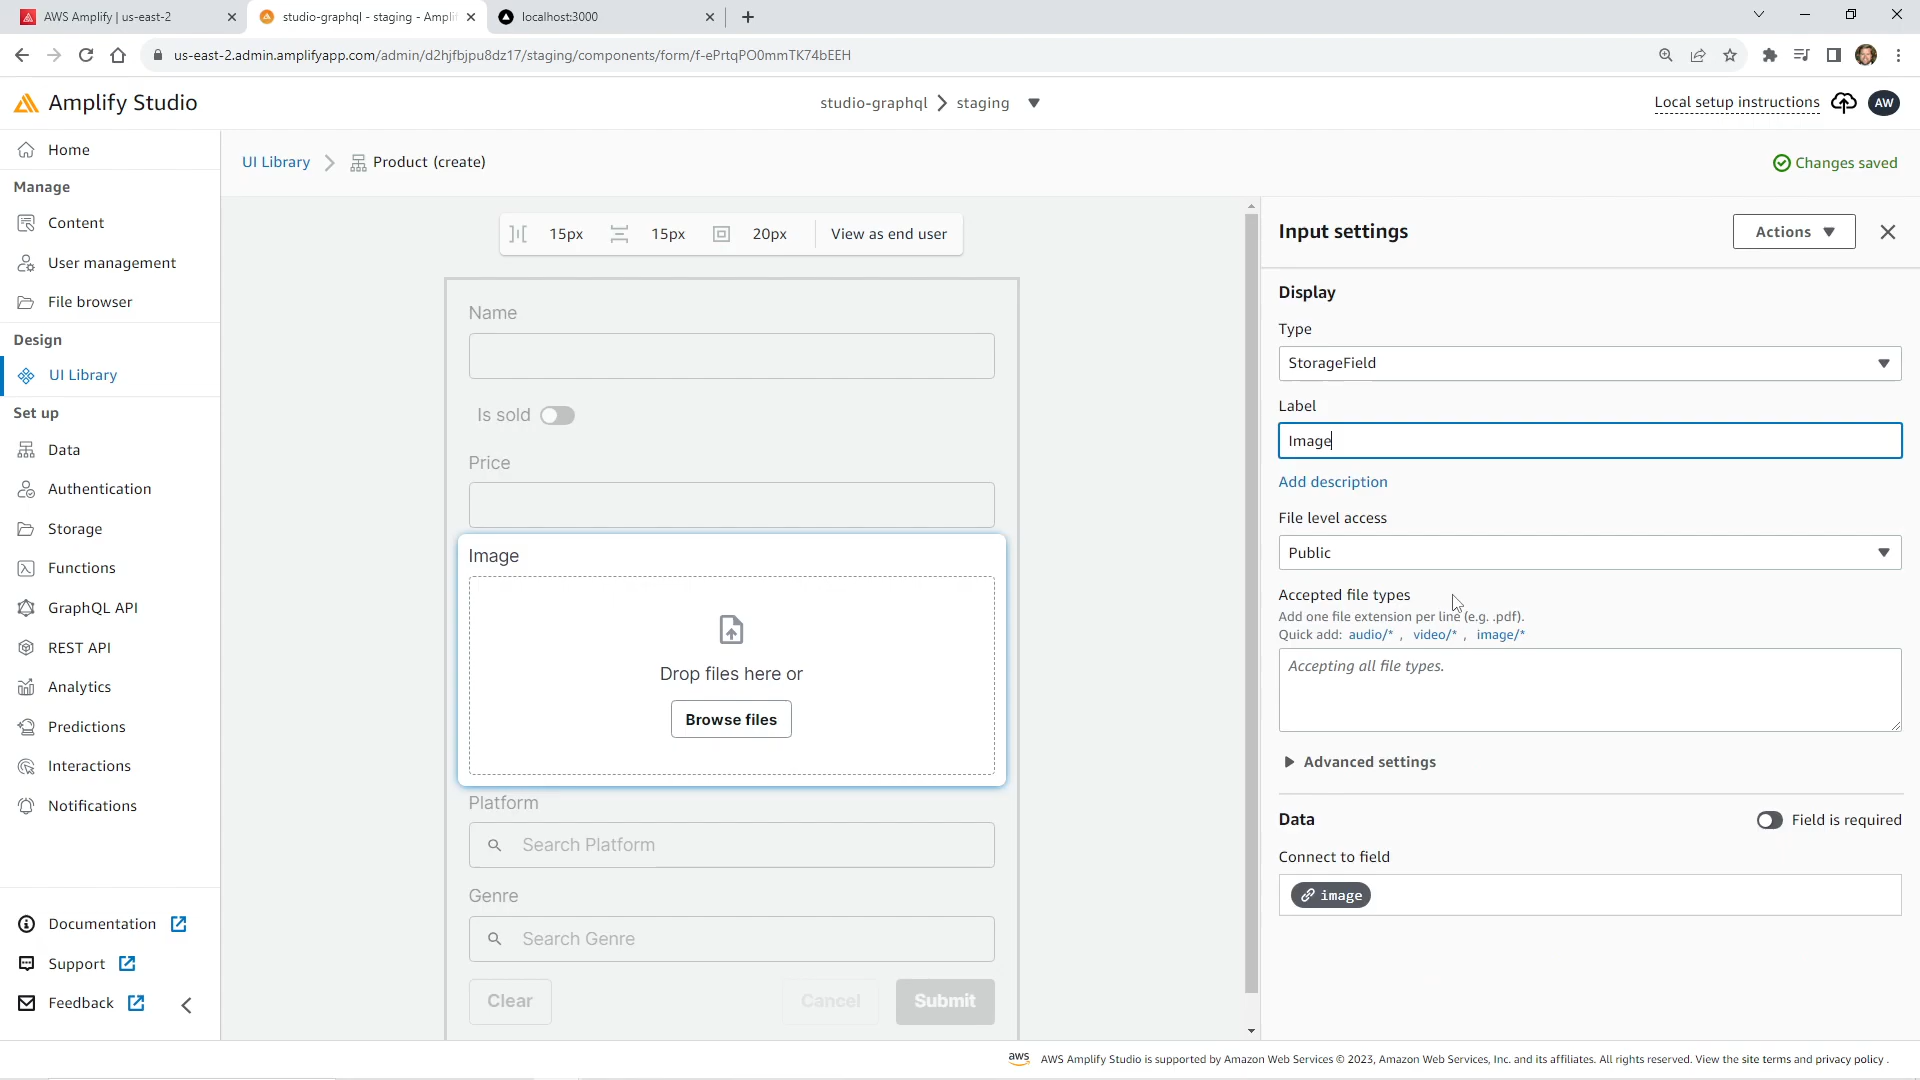 AWS Amplify | us-east-2
studio-graphql - staging - Amplif
localhost:3000
us-east-2.admin.amplifyapp.com/admin/d2hjfbjpu8dz17/staging/components/form/f-ePrtqPO0mmTK74bEEH
Amplify Studio
studio-graphql
staging
Local setup instructions
AW
Home
Manage
Content
User management
File browser
Design
UI Library
Set up
Data
Authentication
Storage
Functions
GraphQL API
REST API
Analytics
Predictions
Interactions
Notifications
Documentation
Support
Feedback
UI Library
Product (create)
Changes saved
15px
15px
20px
View as end user
Name
Is sold
Price
Image
Drop files here or
Browse files
Platform
Search Platform
Genre
Search Genre
Clear
Cancel
Submit
Input settings
Actions
Display
Type
StorageField
Label
Image
Add description
File level access
Public
Accepted file types
Add one file extension per line (e.g. .pdf).
Quick add: audio/* , video/* , image/*
Accepting all file types.
Advanced settings
Data
Field is required
Connect to field
image
aws
AWS Amplify Studio is supported by Amazon Web Services © 2023, Amazon Web Services, Inc. and its affiliates. All rights reserved. View the site terms and privacy policy .